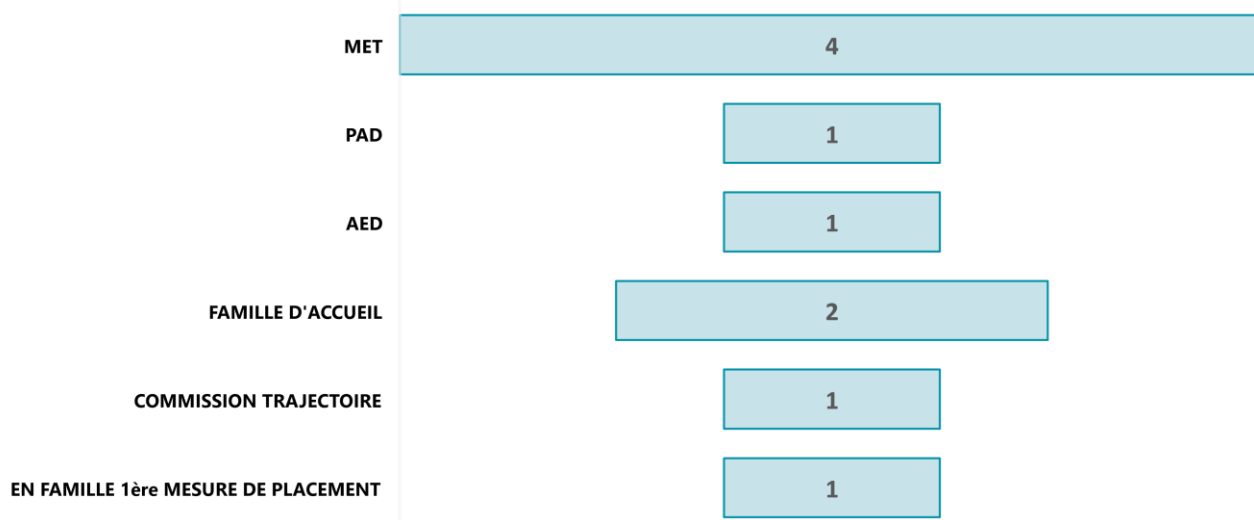 MET 4
PAD 1
AED 1
FAMILLE D'ACCUEIL 2
COMMISSION TRAJECTOIRE 1
EN FAMILLE 1ère MESURE DE PLACEMENT 1